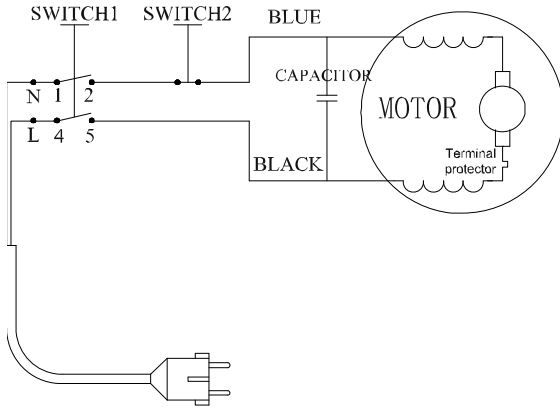 SWITCH1
SWITCH2
BLUE
CAPACITOR
N 1 2
MOTOR
L 4 5
Terminal
protector
BLACK